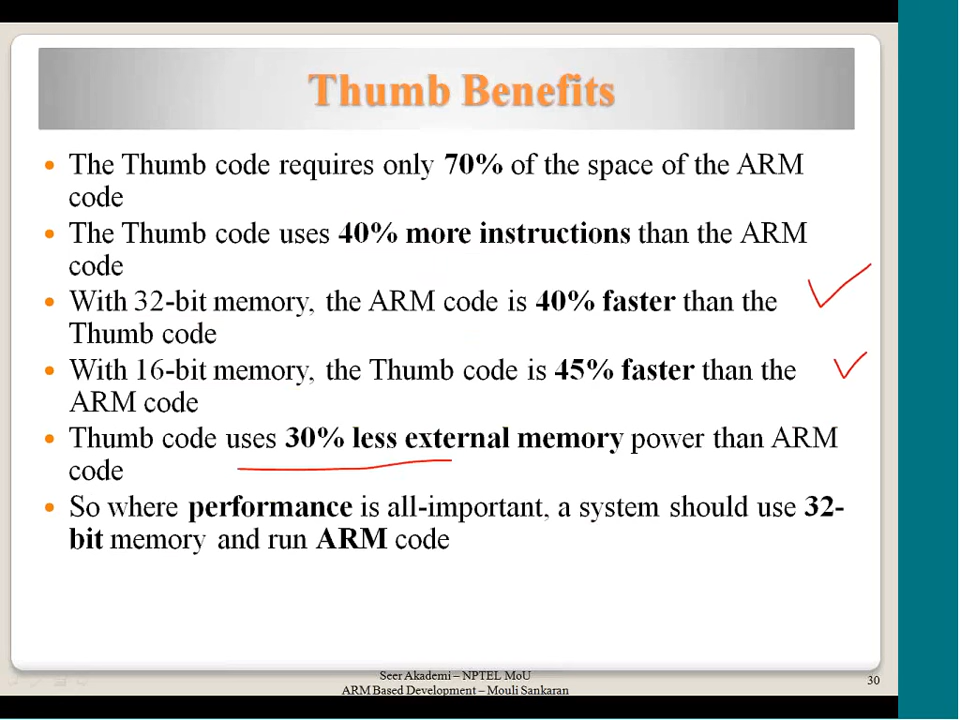 Thumb Benefits
• The Thumb code requires only 70% of the space of the ARM
code
• The Thumb code uses 40% more instructions than the ARM
code
• With 32-bit memory, the ARM code is 40% faster than the
Thumb code
• With 16-bit memory, the Thumb code is 45% faster than the
ARM code
• Thumb code uses 30% less external memory power than ARM
code
• So where performance is all-important, a system should use 32-
bit memory and run ARM code
Seer Akademi – NPTEL MoU
ARM Based Development – Mouli Sankaran
30